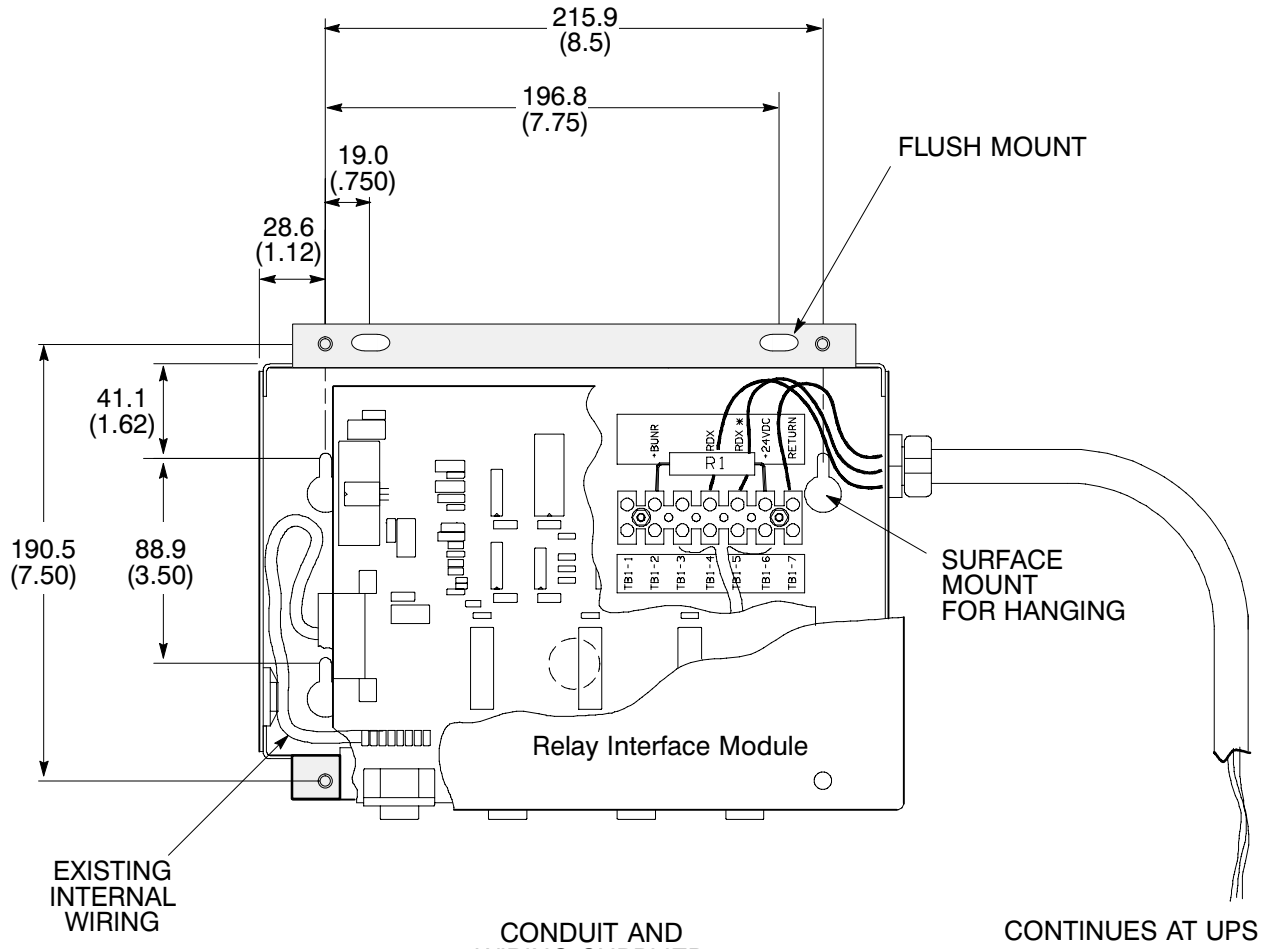 215.9
(8.5)
196.8
(7.75)
FLUSH MOUNT
19.0
(.750)
28.6
(1.12)
41.1
(1.62)
+BUNR
RDX
RDX *
+24VDC
RETURN
R1
190.5
(7.50)
88.9
(3.50)
TB1-1
TB1-2
TB1-3
TB1-4
TB1-5
TB1-6
TB1-7
SURFACE
MOUNT
FOR HANGING
Relay Interface Module
EXISTING
INTERNAL
WIRING
CONDUIT AND
CONTINUES AT UPS